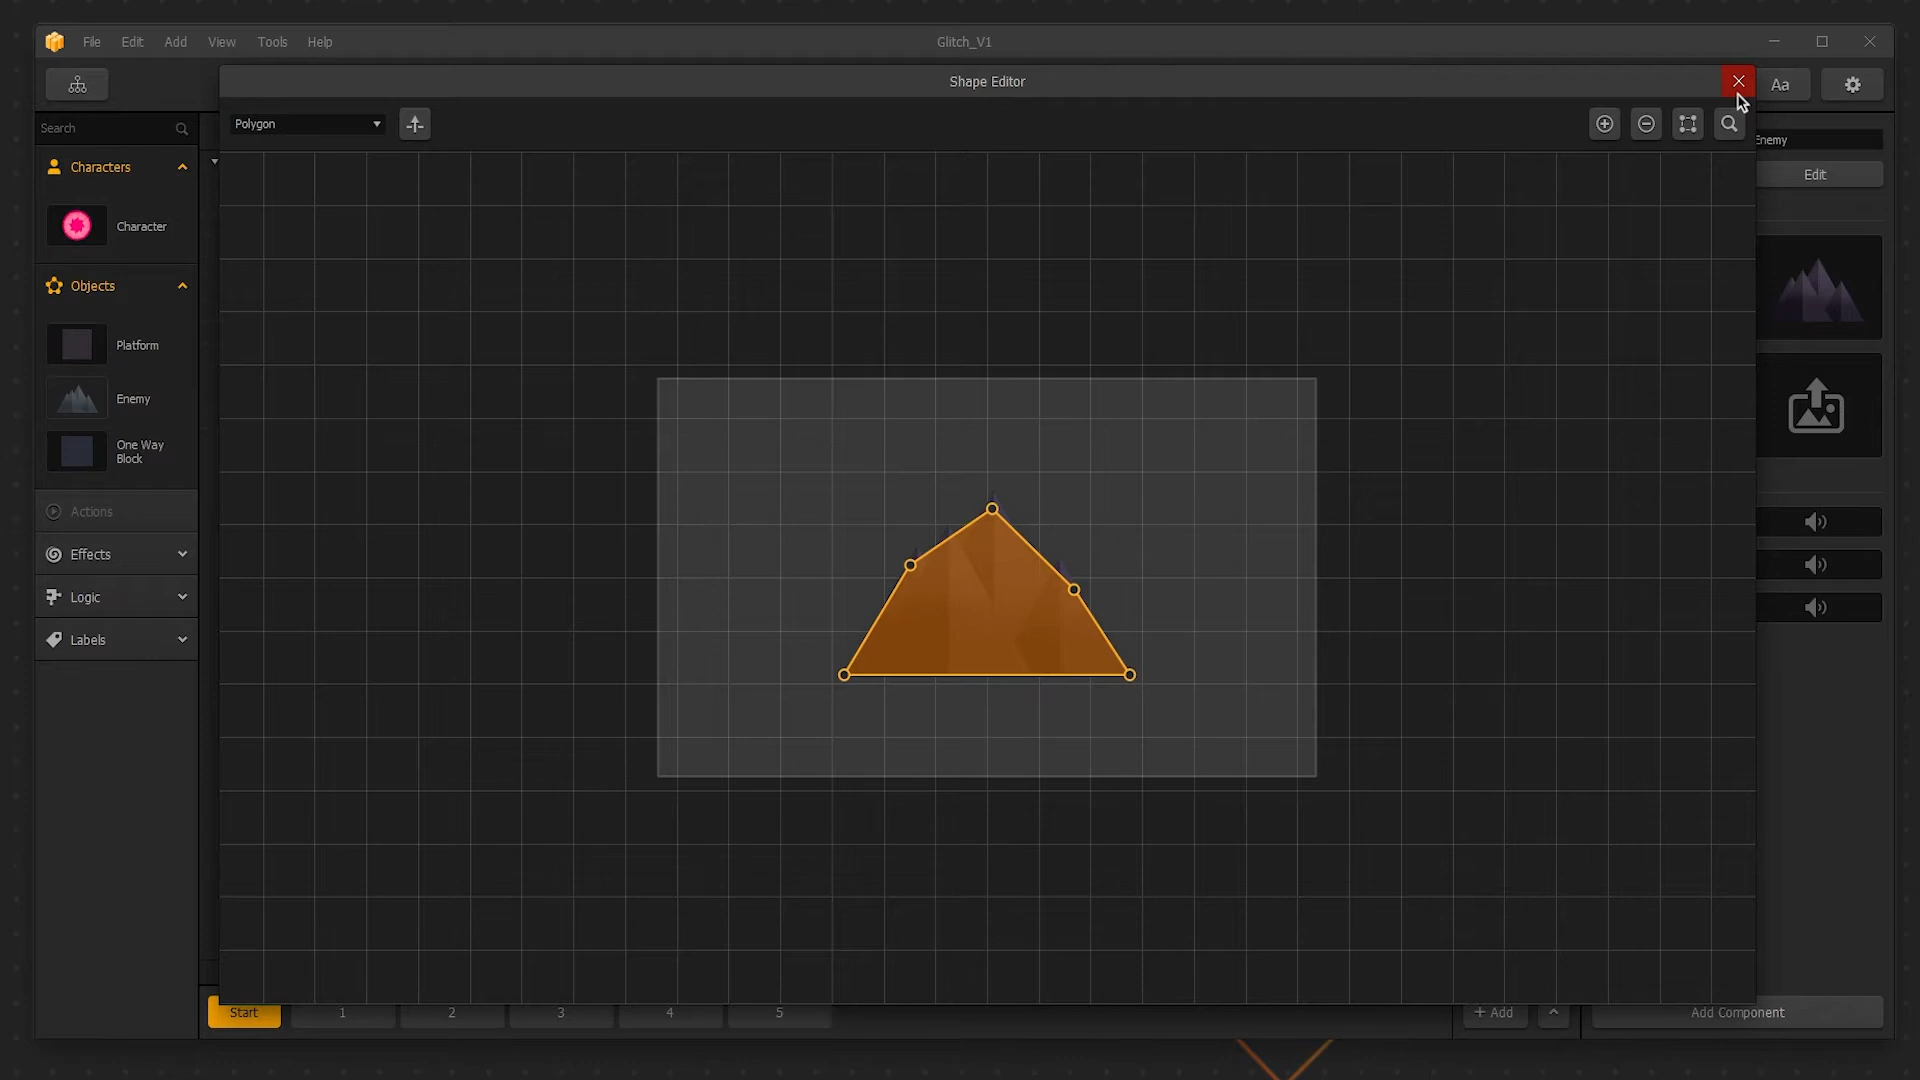 File Edit Add View Tools Help
Glitch_V1
Shape Editor
Aa
Polygon
Search
Enemy
Edit
Characters
Character
Objects
Platform
Enemy
One Way
Block
Actions
Effects
Logic
Labels
Start 1 2 3 4 5
+ Add
Add Component